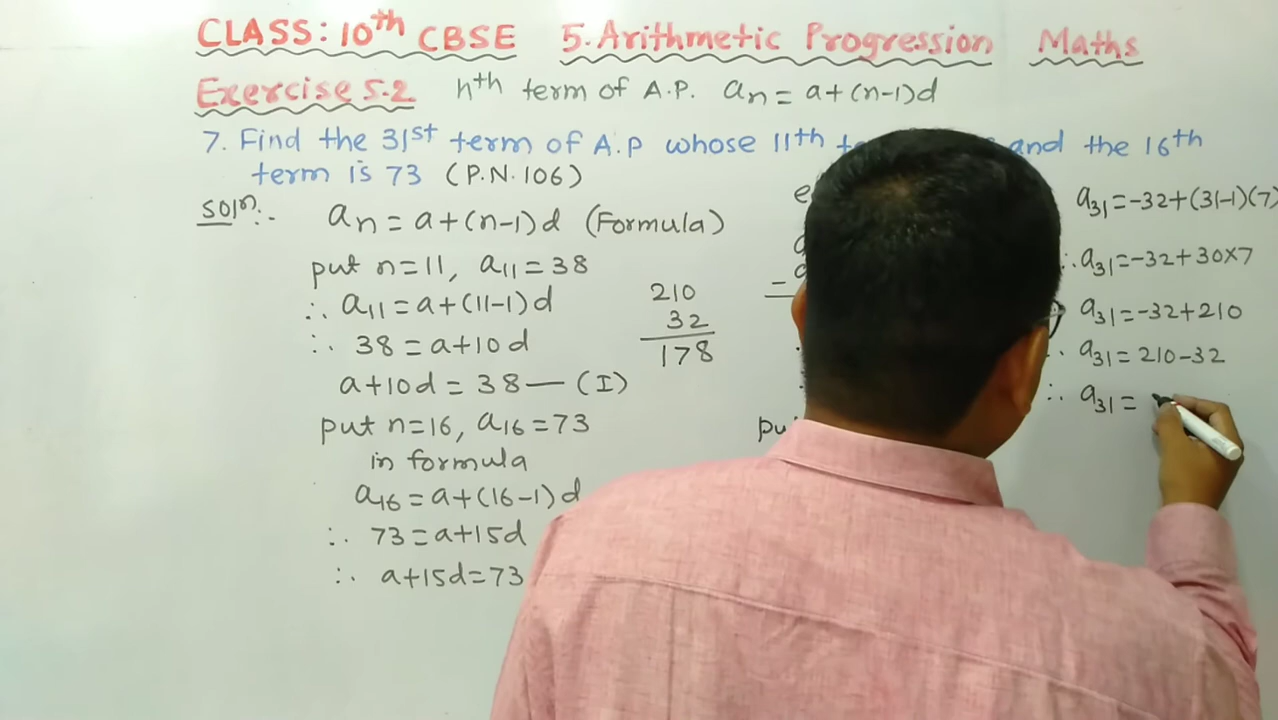 CLASS: 10th CBSE 5. Arithmetic Progression Maths
Exercise 5.2 nth term of A.P. an = a+(n-1)d
7. Find the 31st term of A.P whose 11th and the 16th
term is 73 (P.N. 106)
Soln:-
an = a+(n-1)d (Formula)
put n=11, a11 = 38
∴ a11 = a+(11-1)d
∴ 38 = a+10d
a+10d = 38 — (I)
put n=16, a16 = 73
in formula
a16 = a+(16-1)d
∴ 73 = a+15d
∴ a+15d = 73
210
32
178
a31 = -32+(31-1)(7)
∴ a31 = -32+30×7
a31 = -32+210
∴ a31 = 210-32
∴ a31 =